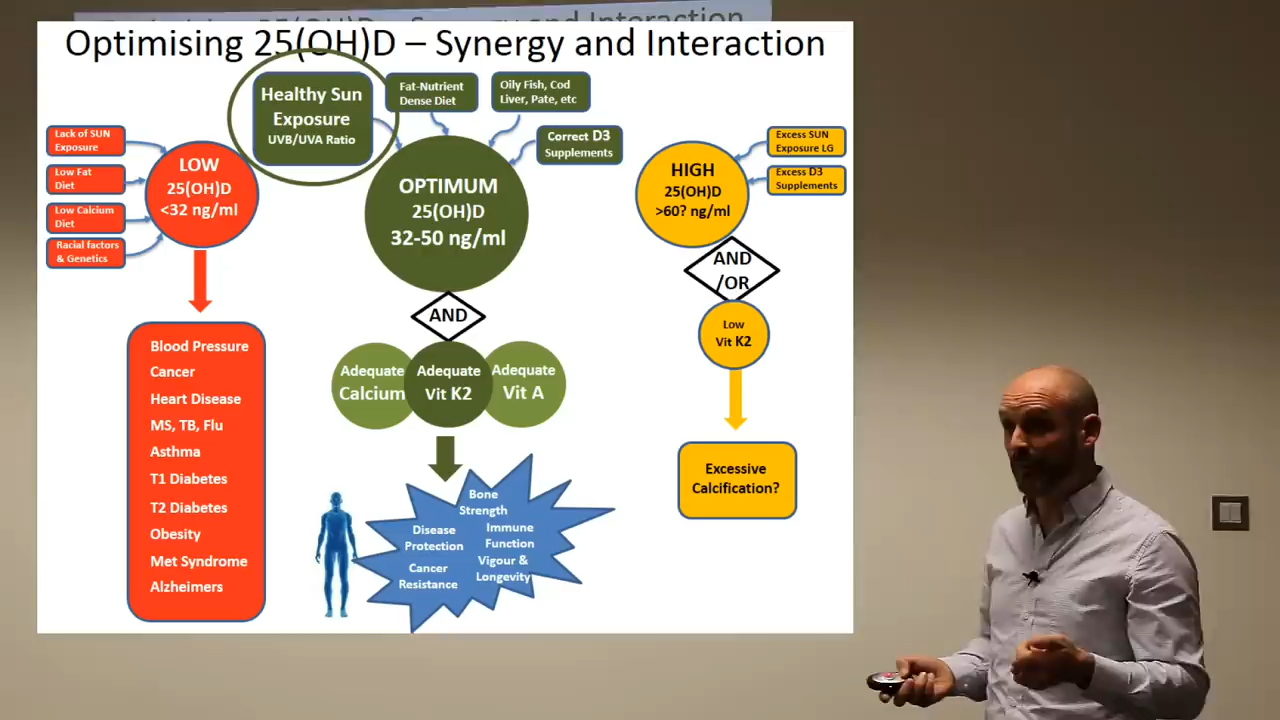 Optimising 25(OH)D – Synergy and Interaction
Healthy Sun
Exposure
UVB/UVA Ratio
Fat-Nutrient
Dense Diet
Oily Fish, Cod
Liver, Pate, etc
Correct D3
Supplements
Lack of SUN
Exposure
Low Fat
Diet
Low Calcium
Diet
Racial factors
& Genetics
LOW
25(OH)D
<32 ng/ml
Blood Pressure
Cancer
Heart Disease
MS, TB, Flu
Asthma
T1 Diabetes
T2 Diabetes
Obesity
Met Syndrome
Alzheimers
OPTIMUM
25(OH)D
32-50 ng/ml
AND
Adequate
Calcium
Adequate
Vit K2
Adequate
Vit A
Bone
Strength
Disease
Protection
Immune
Function
Cancer
Resistance
Vigour &
Longevity
Excess SUN
Exposure LG
Excess D3
Supplements
HIGH
25(OH)D
>60? ng/ml
AND
/OR
Low
Vit K2
Excessive
Calcification?